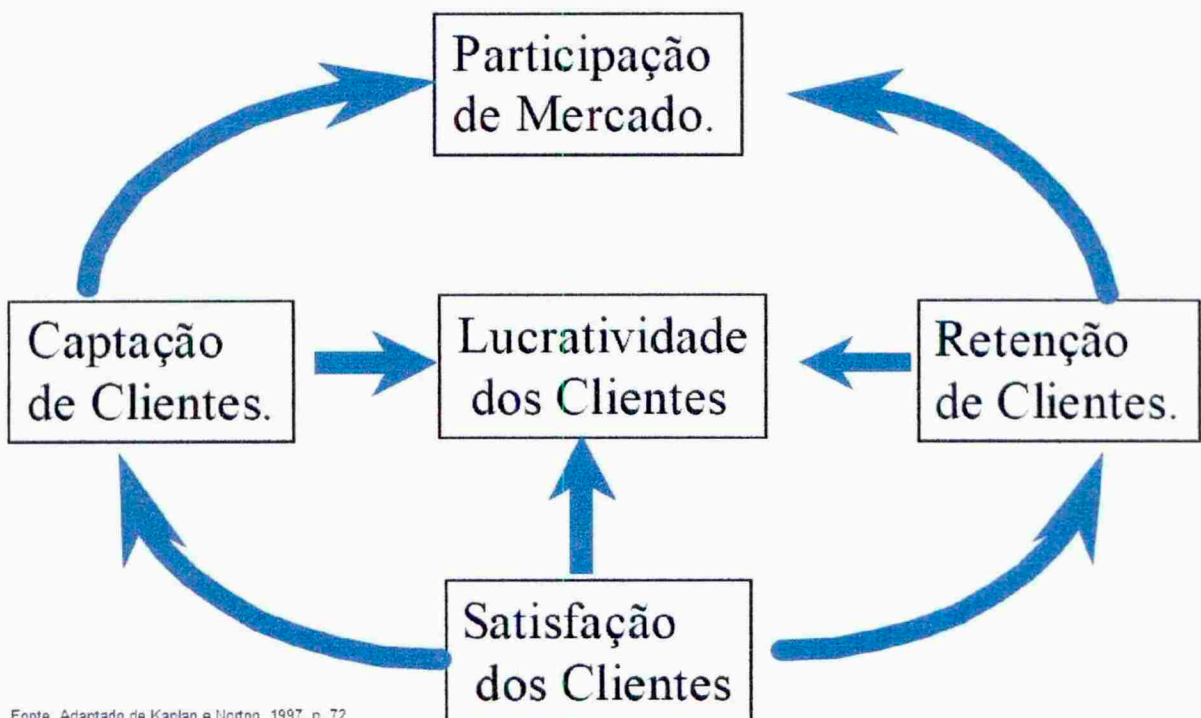 Participação
de Mercado.
Captação
de Clientes.
Lucratividade
dos Clientes
Retenção
de Clientes.
Satisfação
dos Clientes
Fonte. Adaptado de Kaplan e Norton, 1997, p. 72